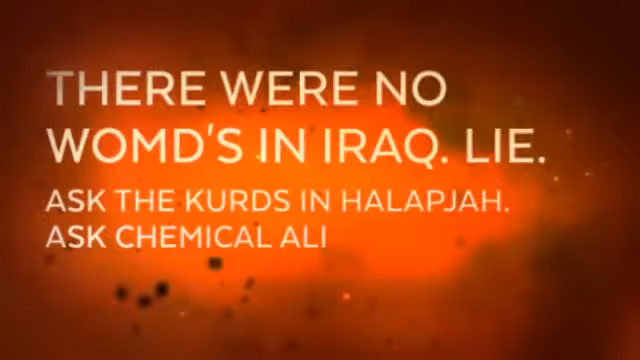 THERE WERE NO
WOMD'S IN IRAQ. LIE.
ASK THE KURDS IN HALAPJAH.
ASK CHEMICAL ALI